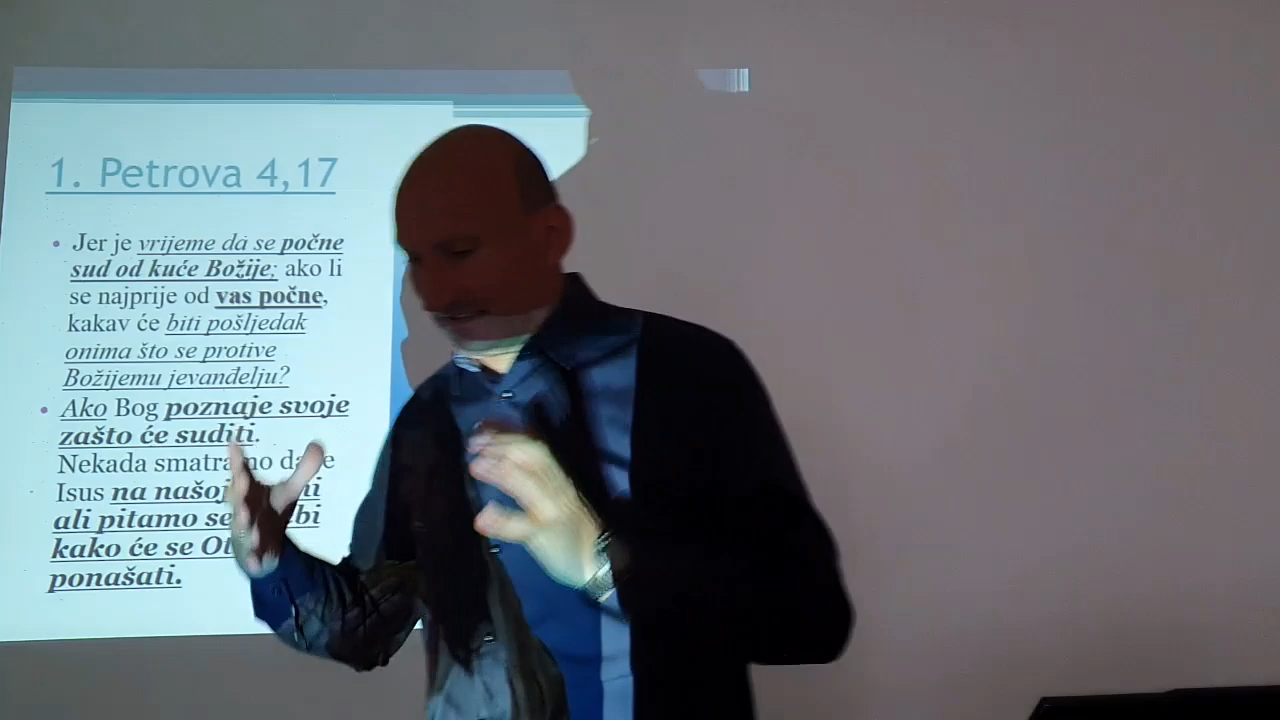 1. Petrova 4,17
• Jer je vrijeme da se počne
sud od kuće Božije; ako li
se najprije od vas počne,
kakav će biti pošljedak
onima što se protive
Božijemu jevanđelju?
• Ako Bog poznaje svoje
zašto će suditi.
Nekada smatramo
Isus na našoj
ali pitamo se
kako će se
ponašati.